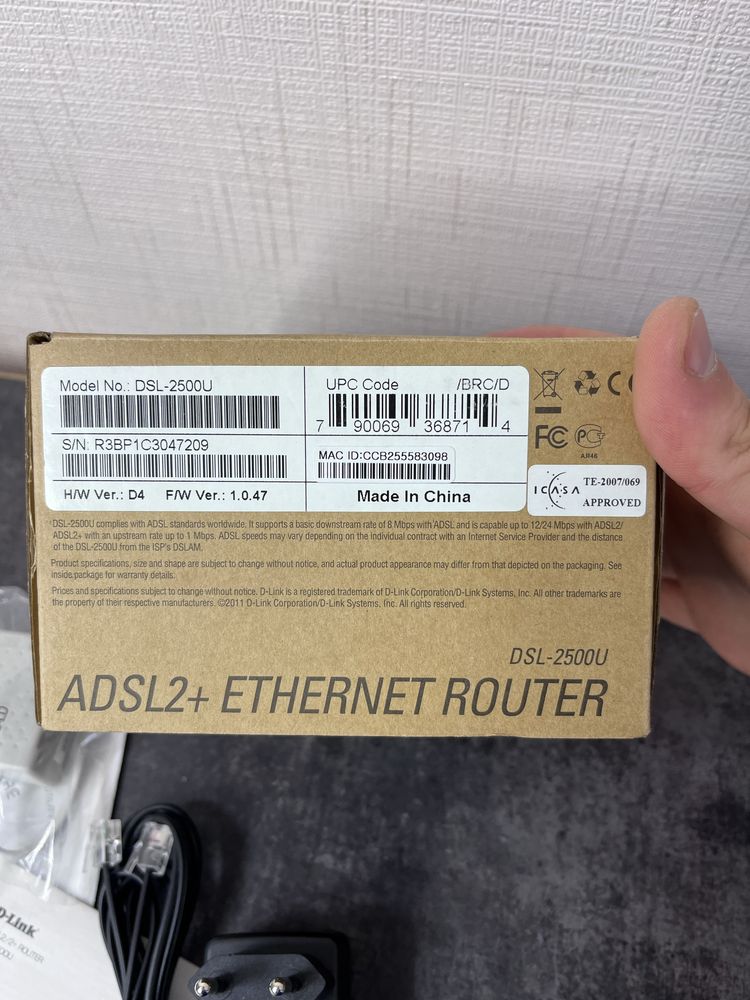 Model No.: DSL-2500U
UPC Code /BRC/D
7 90069 36871 4
S/N: R3BP1C3047209
MAC ID:CCB255583098
H/W Ver.: D4 F/W Ver.: 1.0.47
Made In China
FC
AЯ46
ICASA
TE-2007/069
APPROVED
DSL-2500U complies with ADSL standards worldwide. It supports a basic downstream rate of 8 Mbps with ADSL and is capable up to 12/24 Mbps with ADSL2/
ADSL2+ with an upstream rate up to 1 Mbps. ADSL speeds may vary depending on the individual contract with an Internet Service Provider and the distance
of the DSL-2500U from the ISP's DSLAM.
Product specifications, size and shape are subject to change without notice, and actual product appearance may differ from that depicted on the packaging. See
inside package for warranty details.
Prices and specifications subject to change without notice. D-Link is a registered trademark of D-Link Corporation/D-Link Systems, Inc. All other trademarks are
the property of their respective manufacturers. ©2011 D-Link Corporation/D-Link Systems, Inc. All rights reserved.
DSL-2500U
ADSL2+ ETHERNET ROUTER
D-Link
ROUTER